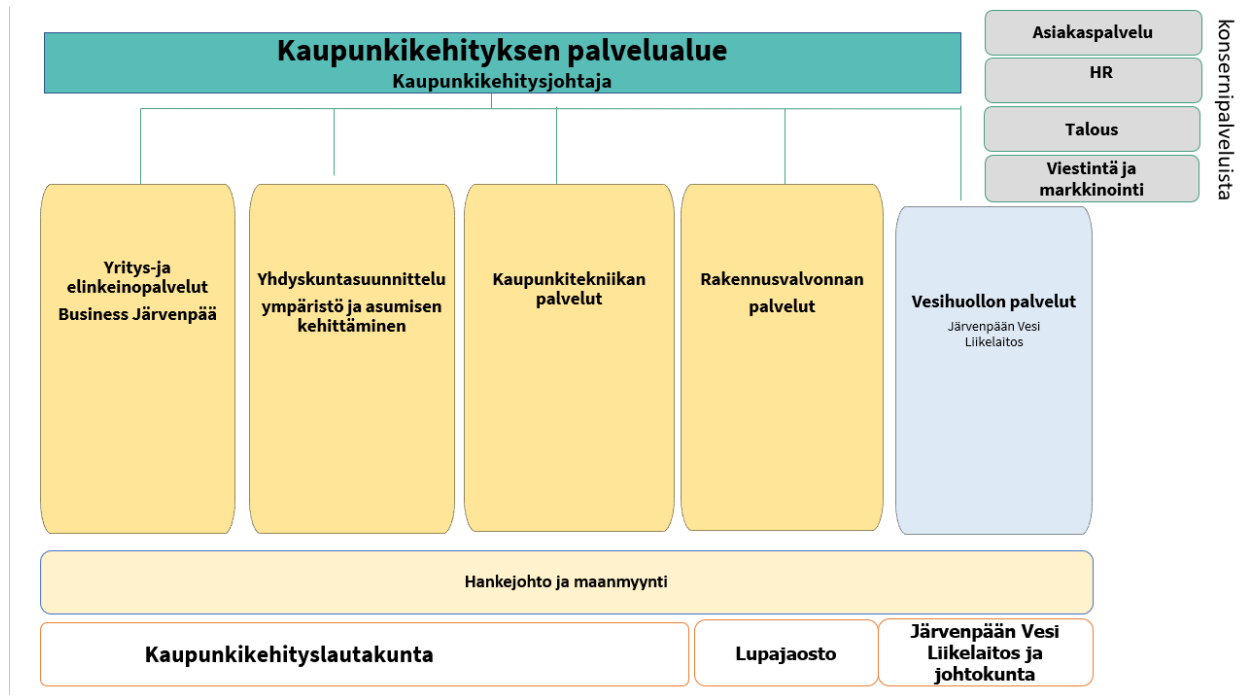 Kaupunkikehityksen palvelualue
Kaupunkikehitysjohtaja
Asiakaspalvelu
HR
Talous
Viestintä ja
markkinointi
konsernipalveluista
Yritys-ja
elinkeinopalvelut
Business Järvenpää
Yhdyskuntasuunnittelu
ympäristö ja asumisen
kehittäminen
Kaupunkitekniikan
palvelut
Rakennusvalvonnan
palvelut
Vesihuollon palvelut
Järvenpään Vesi
Liikelaitos
Hankejohto ja maanmyynti
Kaupunkikehityslautakunta
Lupajaosto
Järvenpään Vesi
Liikelaitos ja
johtokunta